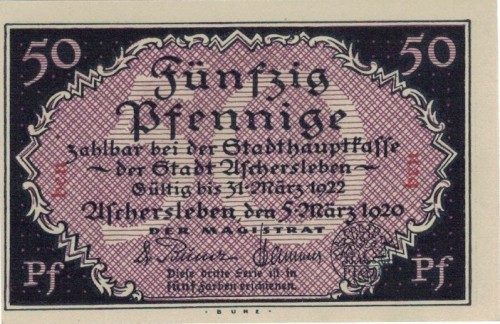 50 50
Fünfzig
Pfennige
zahlbar bei der Stadthauptkasse
der Stadt Aschersleben
Gültig bis 31. März 1922
Aschersleben den 5. März 1920
DER MAGISTRAT
Diese dritte Serie ist in
fünf Farben erschienen.
Pf Pf